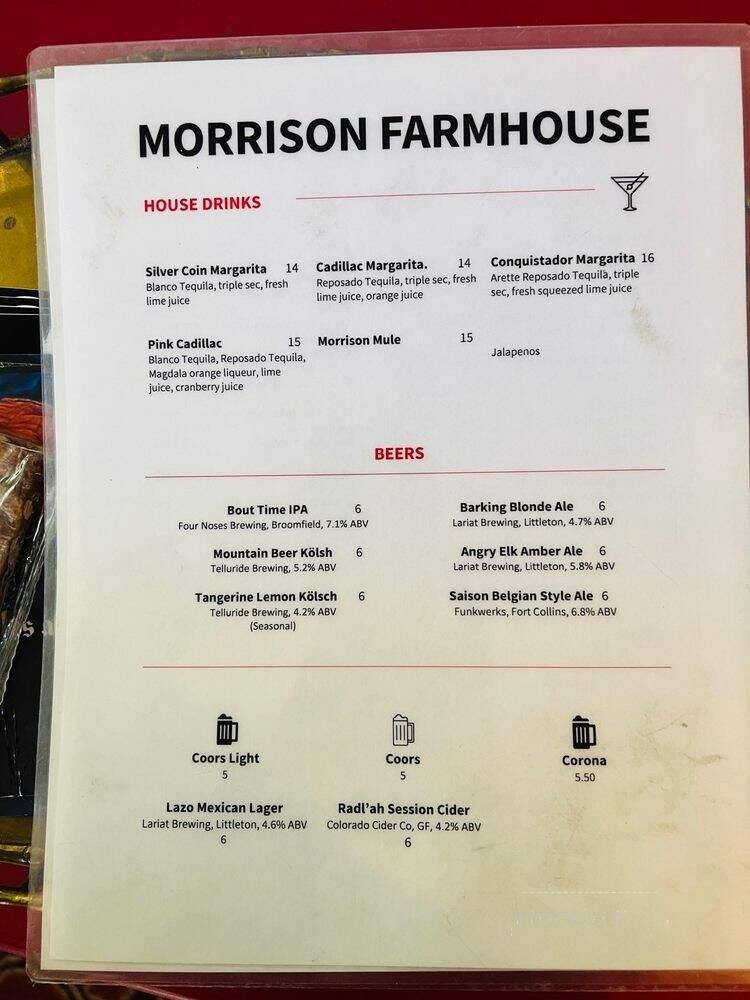 MORRISON FARMHOUSE
HOUSE DRINKS
Silver Coin Margarita 14
Blanco Tequila, triple sec, fresh
lime juice
Cadillac Margarita. 14
Reposado Tequila, triple sec, fresh
lime juice, orange juice
Conquistador Margarita 16
Arette Reposado Tequila, triple
sec, fresh squeezed lime juice
Pink Cadillac 15
Blanco Tequila, Reposado Tequila,
Magdala orange liqueur, lime
juice, cranberry juice
Morrison Mule 15
Jalapenos
BEERS
Bout Time IPA 6
Four Noses Brewing, Broomfield, 7.1% ABV
Barking Blonde Ale 6
Lariat Brewing, Littleton, 4.7% ABV
Mountain Beer Kölsh 6
Telluride Brewing, 5.2% ABV
Angry Elk Amber Ale 6
Lariat Brewing, Littleton, 5.8% ABV
Tangerine Lemon Kölsch 6
Telluride Brewing, 4.2% ABV
(Seasonal)
Saison Belgian Style Ale 6
Funkwerks, Fort Collins, 6.8% ABV
Coors Light
5
Coors
5
Corona
5.50
Lazo Mexican Lager
Lariat Brewing, Littleton, 4.6% ABV
6
Radl'ah Session Cider
Colorado Cider Co, GF, 4.2% ABV
6